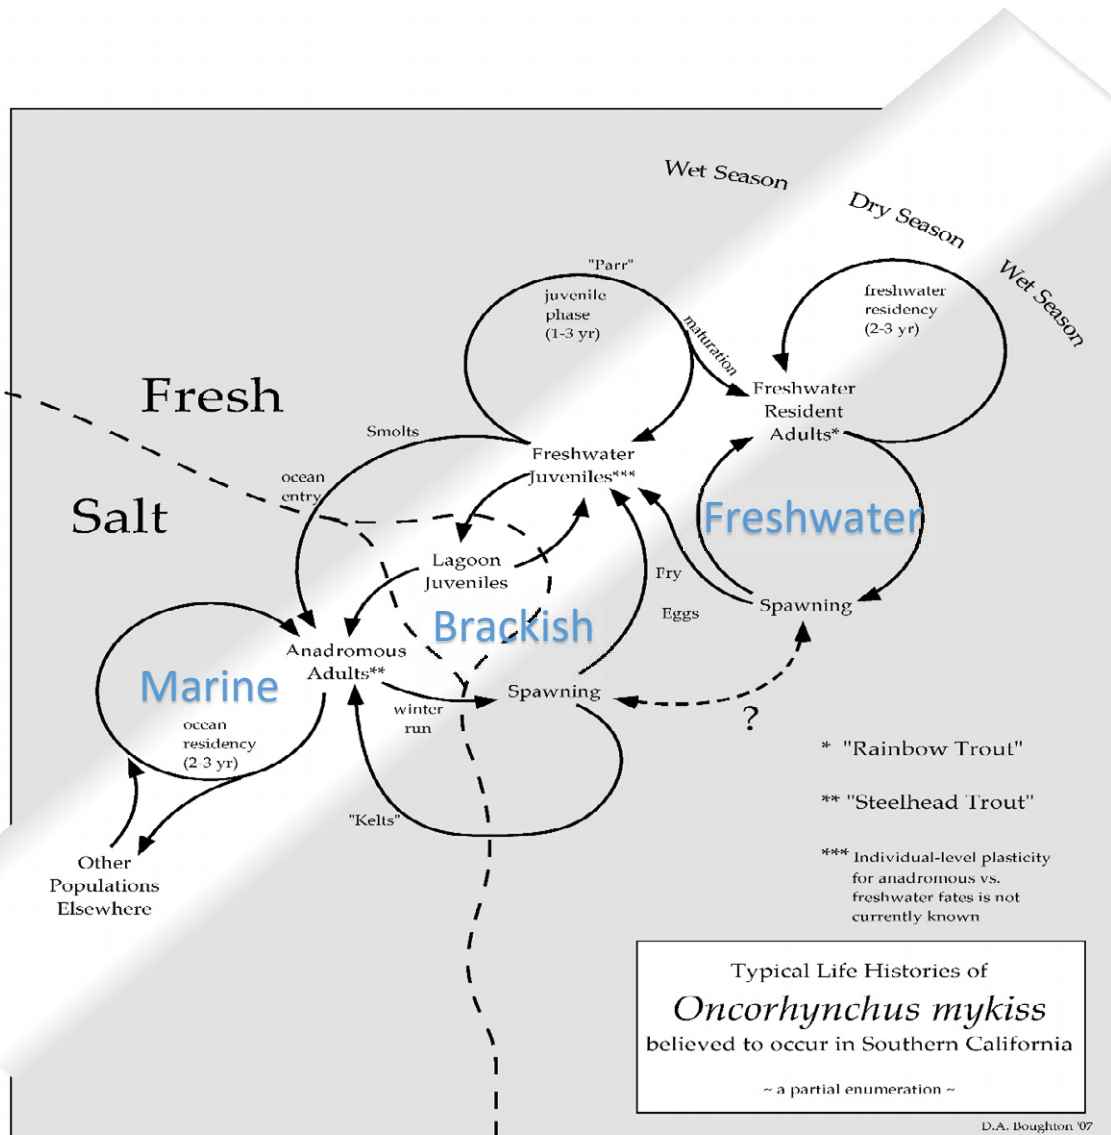 Wet Season
Dry Season
Wet Season
"Parr"
juvenile
phase
(1-3 yr)
maturation
freshwater
residency
(2-3 yr)
Freshwater
Resident
Adults*
Fresh
Smolts
ocean
entry
Salt
Freshwater
Juveniles***
Freshwater
Lagoon
Juveniles
Brackish
Fry
Eggs
Spawning
Anadromous
Adults**
Marine
winter
run
Spawning
?
ocean
residency
(2-3 yr)
"Kelts"
Other
Populations
Elsewhere
* "Rainbow Trout"
** "Steelhead Trout"
*** Individual-level plasticity
for anadromous vs.
freshwater fates is not
currently known
Typical Life Histories of
Oncorhynchus mykiss
believed to occur in Southern California
~ a partial enumeration ~
D.A. Boughton '07